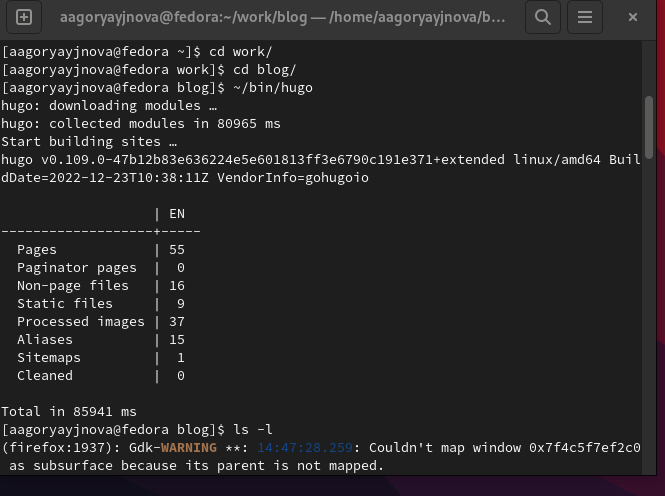 aagoryayjnova@fedora:~/work/blog — /home/aagoryayjnova/b...
[aagoryayjnova@fedora ~]$ cd work/
[aagoryayjnova@fedora work]$ cd blog/
[aagoryayjnova@fedora blog]$ ~/bin/hugo
hugo: downloading modules …
hugo: collected modules in 80965 ms
Start building sites …
hugo v0.109.0-47b12b83e636224e5e601813ff3e6790c191e371+extended linux/amd64 Buil
dDate=2022-12-23T10:38:11Z VendorInfo=gohugoio
                   | EN
-------------------+-----
  Pages            | 55
  Paginator pages  |  0
  Non-page files   | 16
  Static files     |  9
  Processed images | 37
  Aliases          | 15
  Sitemaps         |  1
  Cleaned          |  0
Total in 85941 ms
[aagoryayjnova@fedora blog]$ ls -l
(firefox:1937): Gdk-WARNING **: 14:47:28.259: Couldn't map window 0x7f4c5f7ef2c0
 as subsurface because its parent is not mapped.